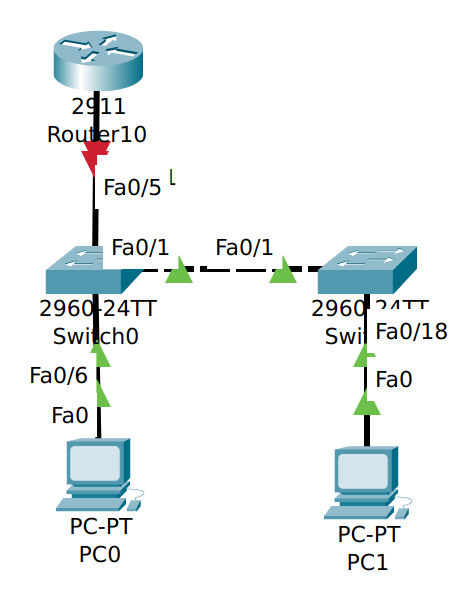 2911
Router10
Fa0/5
Fa0/1
Fa0/1
2960-24TT
Switch0
2960-24TT
Fa0/18
Fa0/6
Fa0
Fa0
PC-PT
PC0
PC-PT
PC1